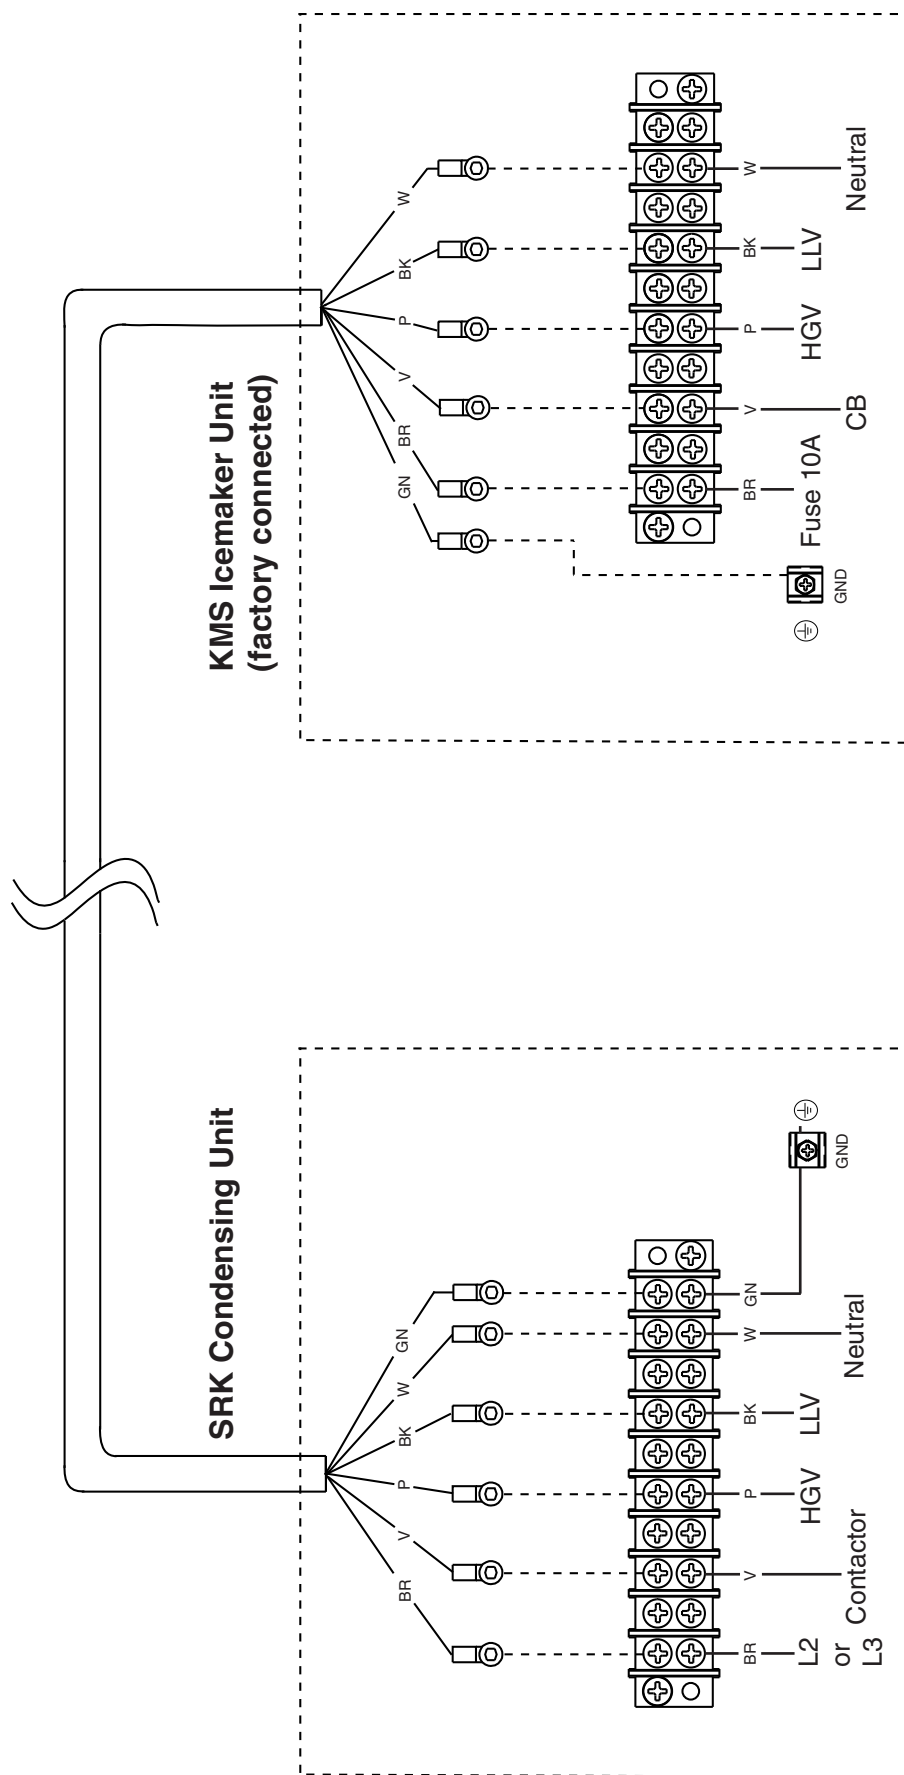 KMS Icemaker Unit
(factory connected)
W
BK
P
V
BR
GN
W
BK
P
V
BR
Neutral
LLV
HGV
CB
Fuse 10A
GND
SRK Condensing Unit
GN
W
BK
P
V
BR
GN
W
BK
P
V
BR
GND
Neutral
LLV
HGV
Contactor
L2
or
L3